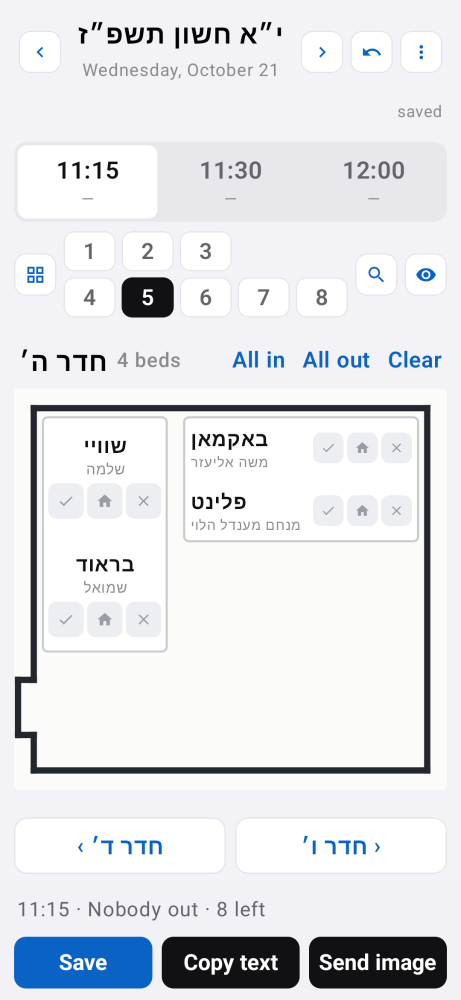 י״א חשון תשפ״ז
Wednesday, October 21
saved
11:15
–
11:30
–
12:00
–
1 2 3
4 5 6 7 8
חדר ה׳ 4 beds All in All out Clear
שוויי
שלמה
בראוד
שמואל
באקמאן
משה אליעזר
פלינט
מנחם מענדל הלוי
‹ חדר ד׳
חדר ו׳ ›
11:15 · Nobody out · 8 left
Save
Copy text
Send image